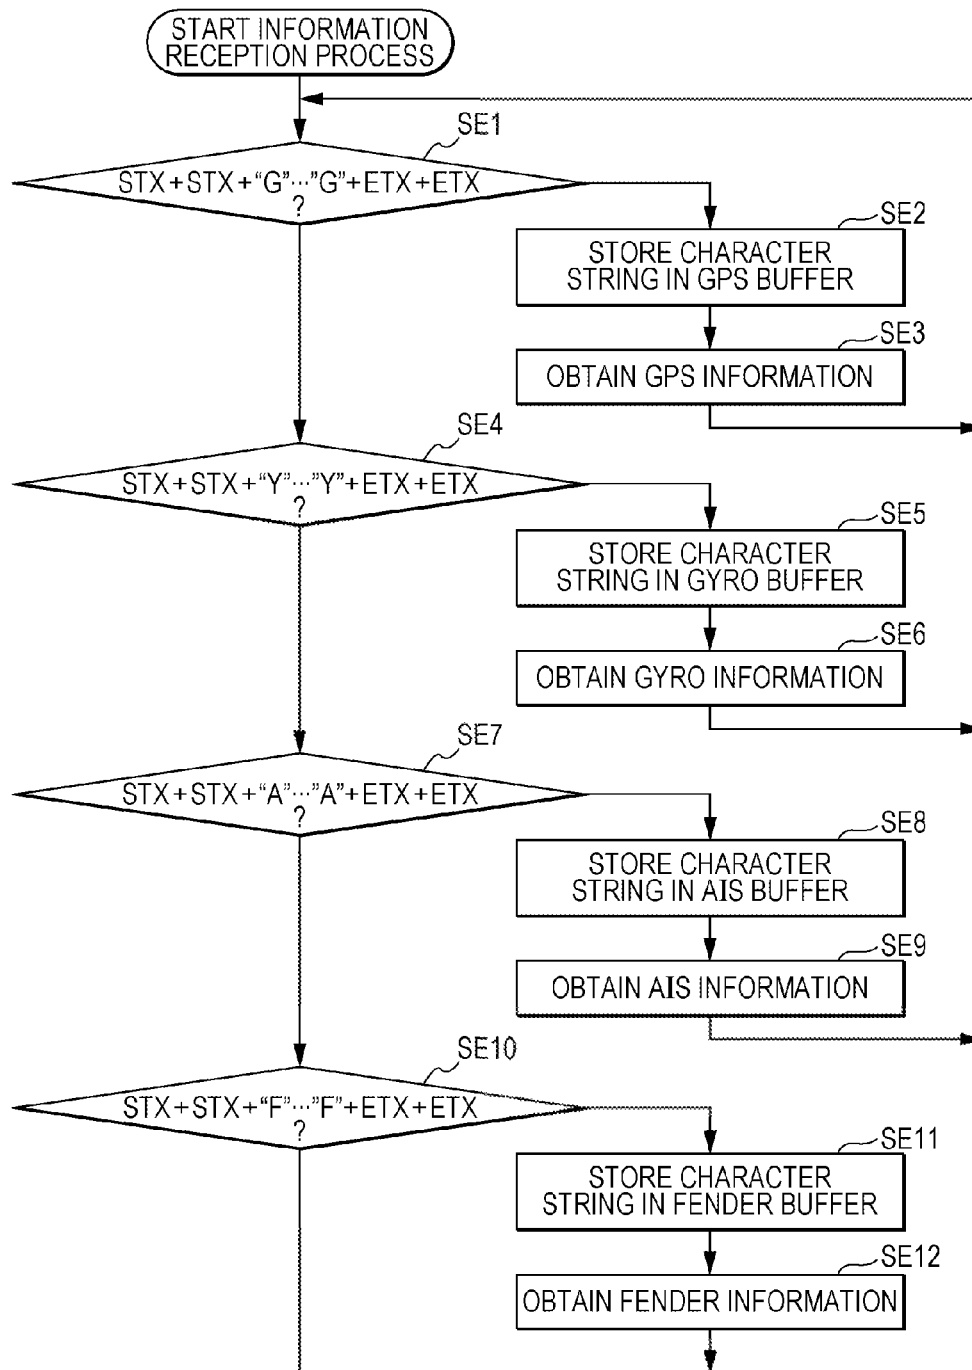 START INFORMATION
RECEPTION PROCESS
SE1
STX+STX+“G”···”G”+ETX+ETX
?
SE2
STORE CHARACTER
STRING IN GPS BUFFER
SE3
OBTAIN GPS INFORMATION
SE4
STX+STX+“Y”···”Y”+ETX+ETX
?
SE5
STORE CHARACTER
STRING IN GYRO BUFFER
SE6
OBTAIN GYRO INFORMATION
SE7
STX+STX+“A”···”A”+ETX+ETX
?
SE8
STORE CHARACTER
STRING IN AIS BUFFER
SE9
OBTAIN AIS INFORMATION
SE10
STX+STX+“F”···”F”+ETX+ETX
?
SE11
STORE CHARACTER
STRING IN FENDER BUFFER
SE12
OBTAIN FENDER INFORMATION